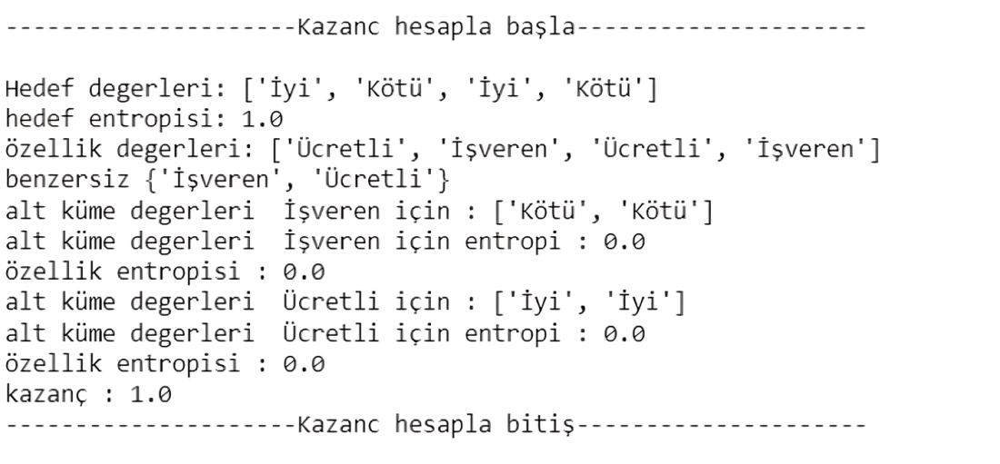 ---------------------Kazanc hesapla başla---------------------
Hedef degerleri: ['İyi', 'Kötü', 'İyi', 'Kötü']
hedef entropisi: 1.0
özellik degerleri: ['Ücretli', 'İşveren', 'Ücretli', 'İşveren']
benzersiz {'İşveren', 'Ücretli'}
alt küme degerleri  İşveren için : ['Kötü', 'Kötü']
alt küme degerleri  İşveren için entropi : 0.0
özellik entropisi : 0.0
alt küme degerleri  Ücretli için : ['İyi', 'İyi']
alt küme degerleri  Ücretli için entropi : 0.0
özellik entropisi : 0.0
kazanç : 1.0
---------------------Kazanc hesapla bitiş---------------------